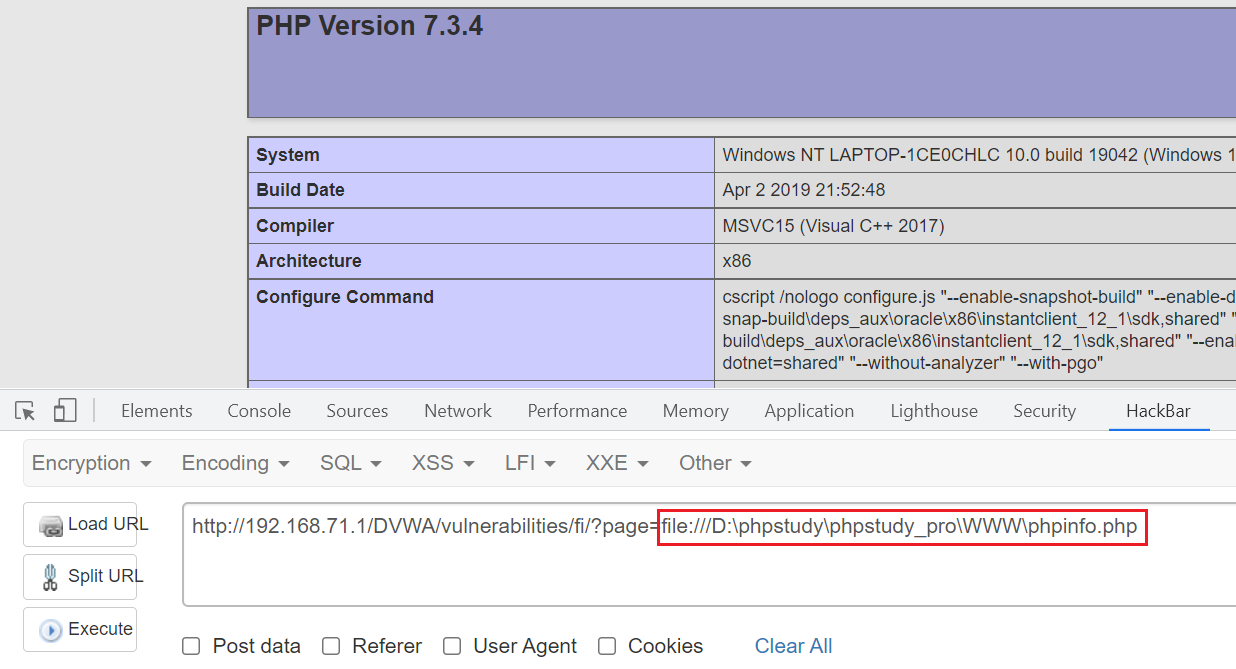 PHP Version 7.3.4
System Windows NT LAPTOP-1CE0CHLC 10.0 build 19042 (Windows 1
Build Date Apr 2 2019 21:52:48
Compiler MSVC15 (Visual C++ 2017)
Architecture x86
Configure Command cscript /nologo configure.js "--enable-snapshot-build" "--enable-d
snap-build\deps_aux\oracle\x86\instantclient_12_1\sdk,shared" "
build\deps_aux\oracle\x86\instantclient_12_1\sdk,shared" "--ena
dotnet=shared" "--without-analyzer" "--with-pgo"
Elements Console Sources Network Performance Memory Application Lighthouse Security HackBar
Encryption Encoding SQL XSS LFI XXE Other
Load URL http://192.168.71.1/DVWA/vulnerabilities/fi/?page=file:///D:\phpstudy\phpstudy_pro\WWW\phpinfo.php
Split URL
Execute
Post data Referer User Agent Cookies Clear All